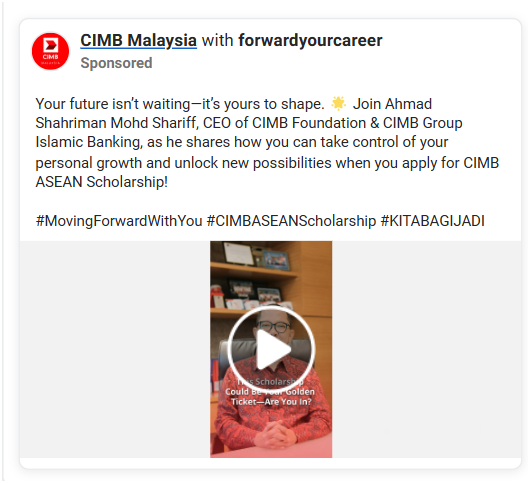 CIMB Malaysia with forwardyourcareer
Sponsored
CIMB
MALAYSIA
Your future isn't waiting—it's yours to shape. 🌟 Join Ahmad
Shahriman Mohd Shariff, CEO of CIMB Foundation & CIMB Group
Islamic Banking, as he shares how you can take control of your
personal growth and unlock new possibilities when you apply for CIMB
ASEAN Scholarship!
#MovingForwardWithYou #CIMBASEANScholarship #KITABAGIJADI
This Scholarship
Could Be Your Golden
Ticket—Are You In?